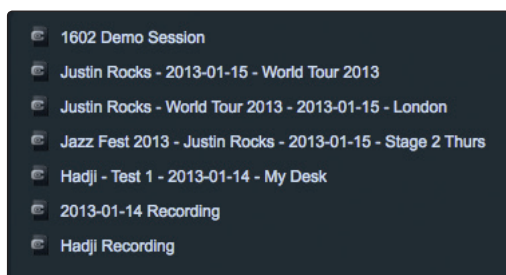 1602 Demo Session
Justin Rocks - 2013-01-15 - World Tour 2013
Justin Rocks - World Tour 2013 - 2013-01-15 - London
Jazz Fest 2013 - Justin Rocks - 2013-01-15 - Stage 2 Thurs
Hadji - Test 1 - 2013-01-14 - My Desk
2013-01-14 Recording
Hadji Recording